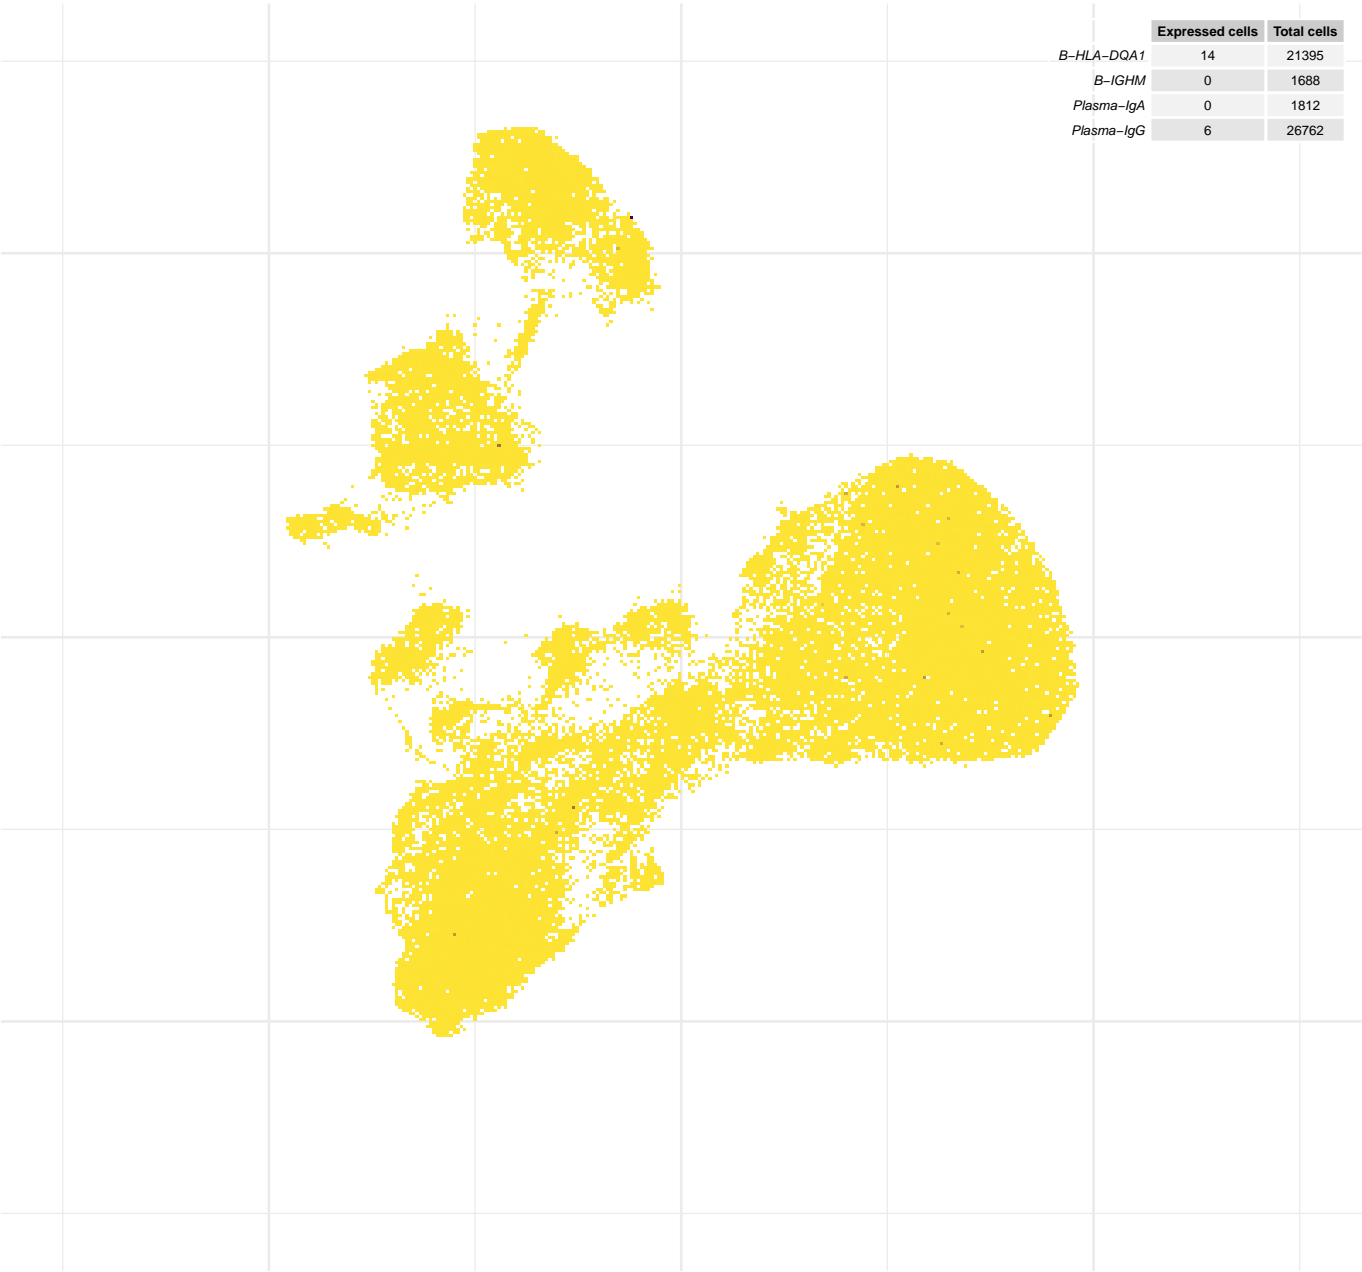 Expressed cells Total cells
B−HLA−DQA1 14 21395
B−IGHM 0 1688
Plasma−IgA 0 1812
Plasma−IgG 6 26762